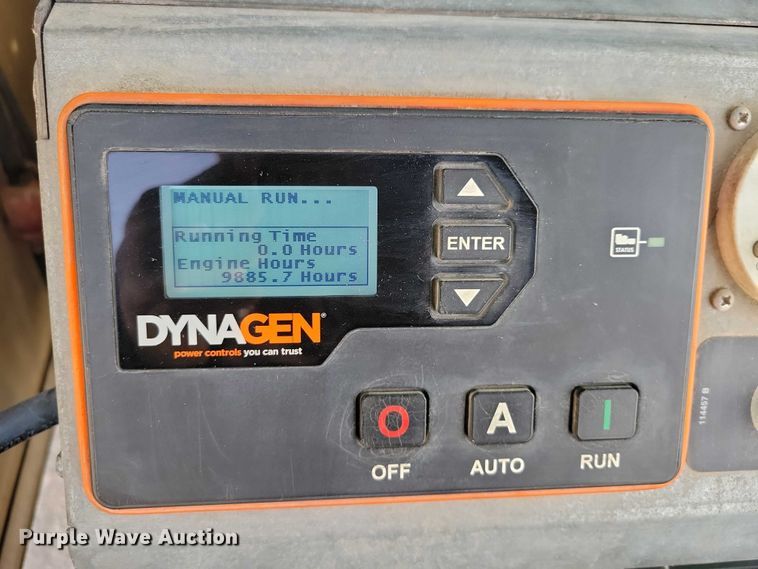 MANUAL RUN...
Running Time
0.0 Hours
Engine Hours
9885.7 Hours
ENTER
STATUS
DYNAGEN®
power controls you can trust
O
A
I
OFF
AUTO
RUN
114457 B
Purple Wave Auction